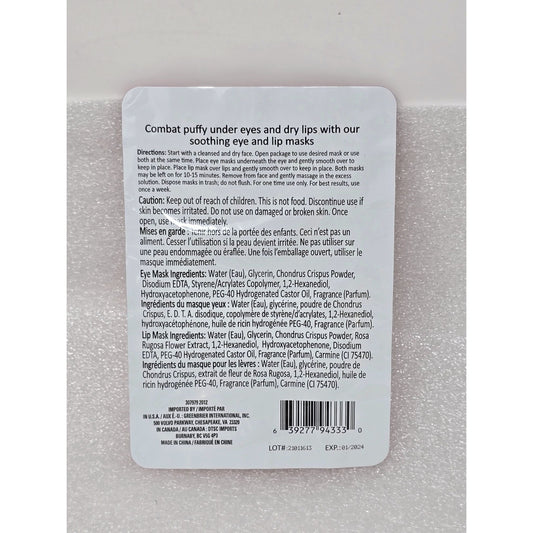 Combat puffy under eyes and dry lips with our
soothing eye and lip masks
Directions: Start with a cleansed and dry face. Open package to use desired mask or use
both at the same time. Place eye masks underneath the eye and gently smooth over to
keep in place. Place lip mask over lips and gently smooth over to keep in place. Both masks
may be left on for 10-15 minutes. Remove from face and gently massage in the excess
solution. Dispose masks in trash; do not flush. For one time use only. For best results, use
once a week.
Caution: Keep out of reach of children. This is not food. Discontinue use if
skin becomes irritated. Do not use on damaged or broken skin. Once
open, use mask immediately.
Mises en garde : Tenir hors de la portée des enfants. Ceci n'est pas un
aliment. Cesser l'utilisation si la peau devient irritée. Ne pas utiliser sur
une peau endommagée ou éraflée. Une fois l'emballage ouvert, utiliser le
masque immédiatement.
Eye Mask Ingredients: Water (Eau), Glycerin, Chondrus Crispus Powder,
Disodium EDTA, Styrene/Acrylates Copolymer, 1,2-Hexanediol,
Hydroxyacetophenone, PEG-40 Hydrogenated Castor Oil, Fragrance (Parfum).
Ingrédients du masque yeux : Water (Eau), glycérine, poudre de Chondrus
Crispus, E. D. T. A. disodique, copolymère de styrène/d'acrylates, 1,2-Hexanediol,
hydroxyacétophénone, huile de ricin hydrogénée PEG-40, Fragrance (Parfum).
Lip Mask Ingredients: Water (Eau), Glycerin, Chondrus Crispus Powder, Rosa
Rugosa Flower Extract, 1,2-Hexanediol, Hydroxyacetophenone, Disodium
EDTA, PEG-40 Hydrogenated Castor Oil, Fragrance (Parfum), Carmine (CI 75470).
Ingrédients du masque pour les lèvres : Water (Eau), glycérine, poudre de
Chondrus Crispus, extrait de fleur de Rosa Rugosa, 1,2-Hexanediol, huile de
ricin hydrogénée PEG-40, Fragrance (Parfum), Carmine (CI 75470).
307979 2012
IMPORTED BY / IMPORTÉ PAR
IN U.S.A. / AUX É.-U. : GREENBRIER INTERNATIONAL, INC.
500 VOLVO PARKWAY, CHESAPEAKE, VA 23320
IN CANADA / AU CANADA : DTSC IMPORTS
BURNABY, BC V5G 4P3
MADE IN CHINA / FABRIQUÉ EN CHINE
6 39277 94333 0
LOT#: 21011613 EXP.: 01/2024